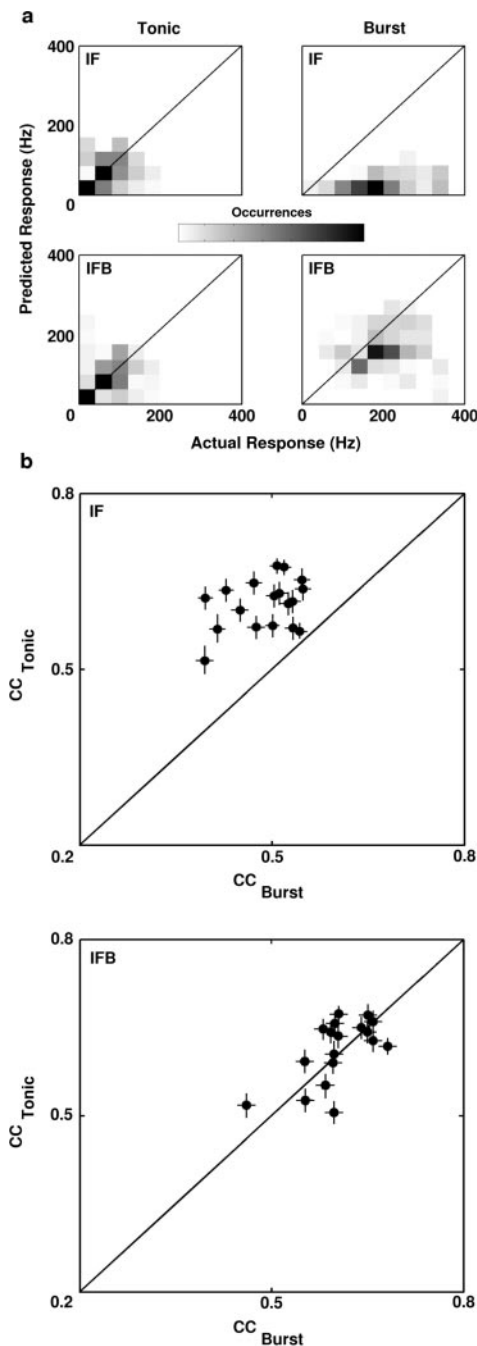 a
Tonic
Burst
400
IF
IF
200
Predicted Response (Hz)
0
Occurrences
400
IFB
IFB
200
0
0
200
400
0
200
400
Actual Response (Hz)
b
0.8
IF
CC Tonic
0.5
0.2
0.5
0.8
CC Burst
0.8
IFB
CC Tonic
0.5
0.2
0.5
0.8
CC Burst